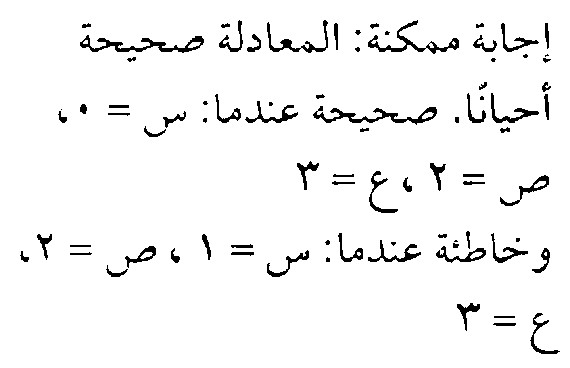 إجابة ممكنة: المعادلة صحيحة
أحيانًا. صحيحة عندما: س = ٠،
ص = ٢ ، ع = ٣
وخاطئة عندما: س = ١ ، ص = ٢،
ع = ٣